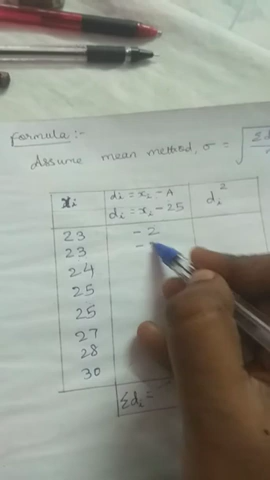 Formula :-
Assume mean method, σ = √Σd
xi di = xi - A di²
di = xi - 25
23 - 2
23 -
24
25
25
27
28
30
Σdi =